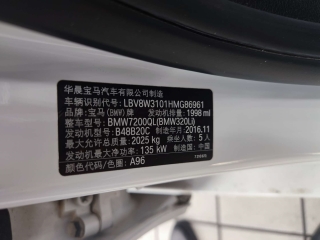 华晨宝马汽车有限公司制造
车辆识别代号: LBV8W3101HMG86961
品牌: 宝马(BMW)牌 发动机排量: 1998 ml
型号: BMW7200QL(BMW320Li)
发动机型号: B48B20C 制造年月: 2016.11
最大允许总质量: 2025 kg 乘坐人数: 5 人
发动机最大净功率: 135 kW 制造国: 中国
颜色代号/色圈: A96